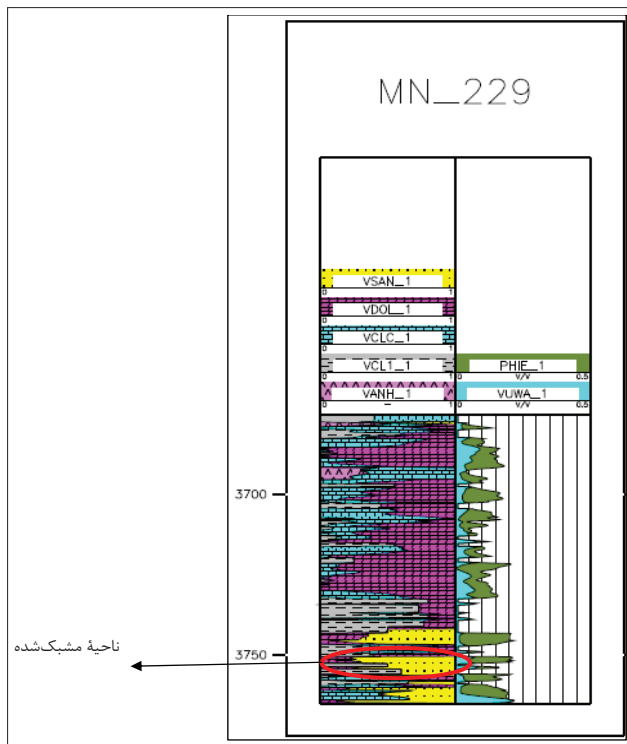 MN_229
VSAN_1
0 1
VDOL_1
0 1
VCLC_1
0 1
VCL1_1
0 1
PHIE_1
0 V/V 0.5
VANH_1
0 – 1
VUWA_1
0 V/V 0.5
3700
3750
ناحیهٔ مشبک‌شده